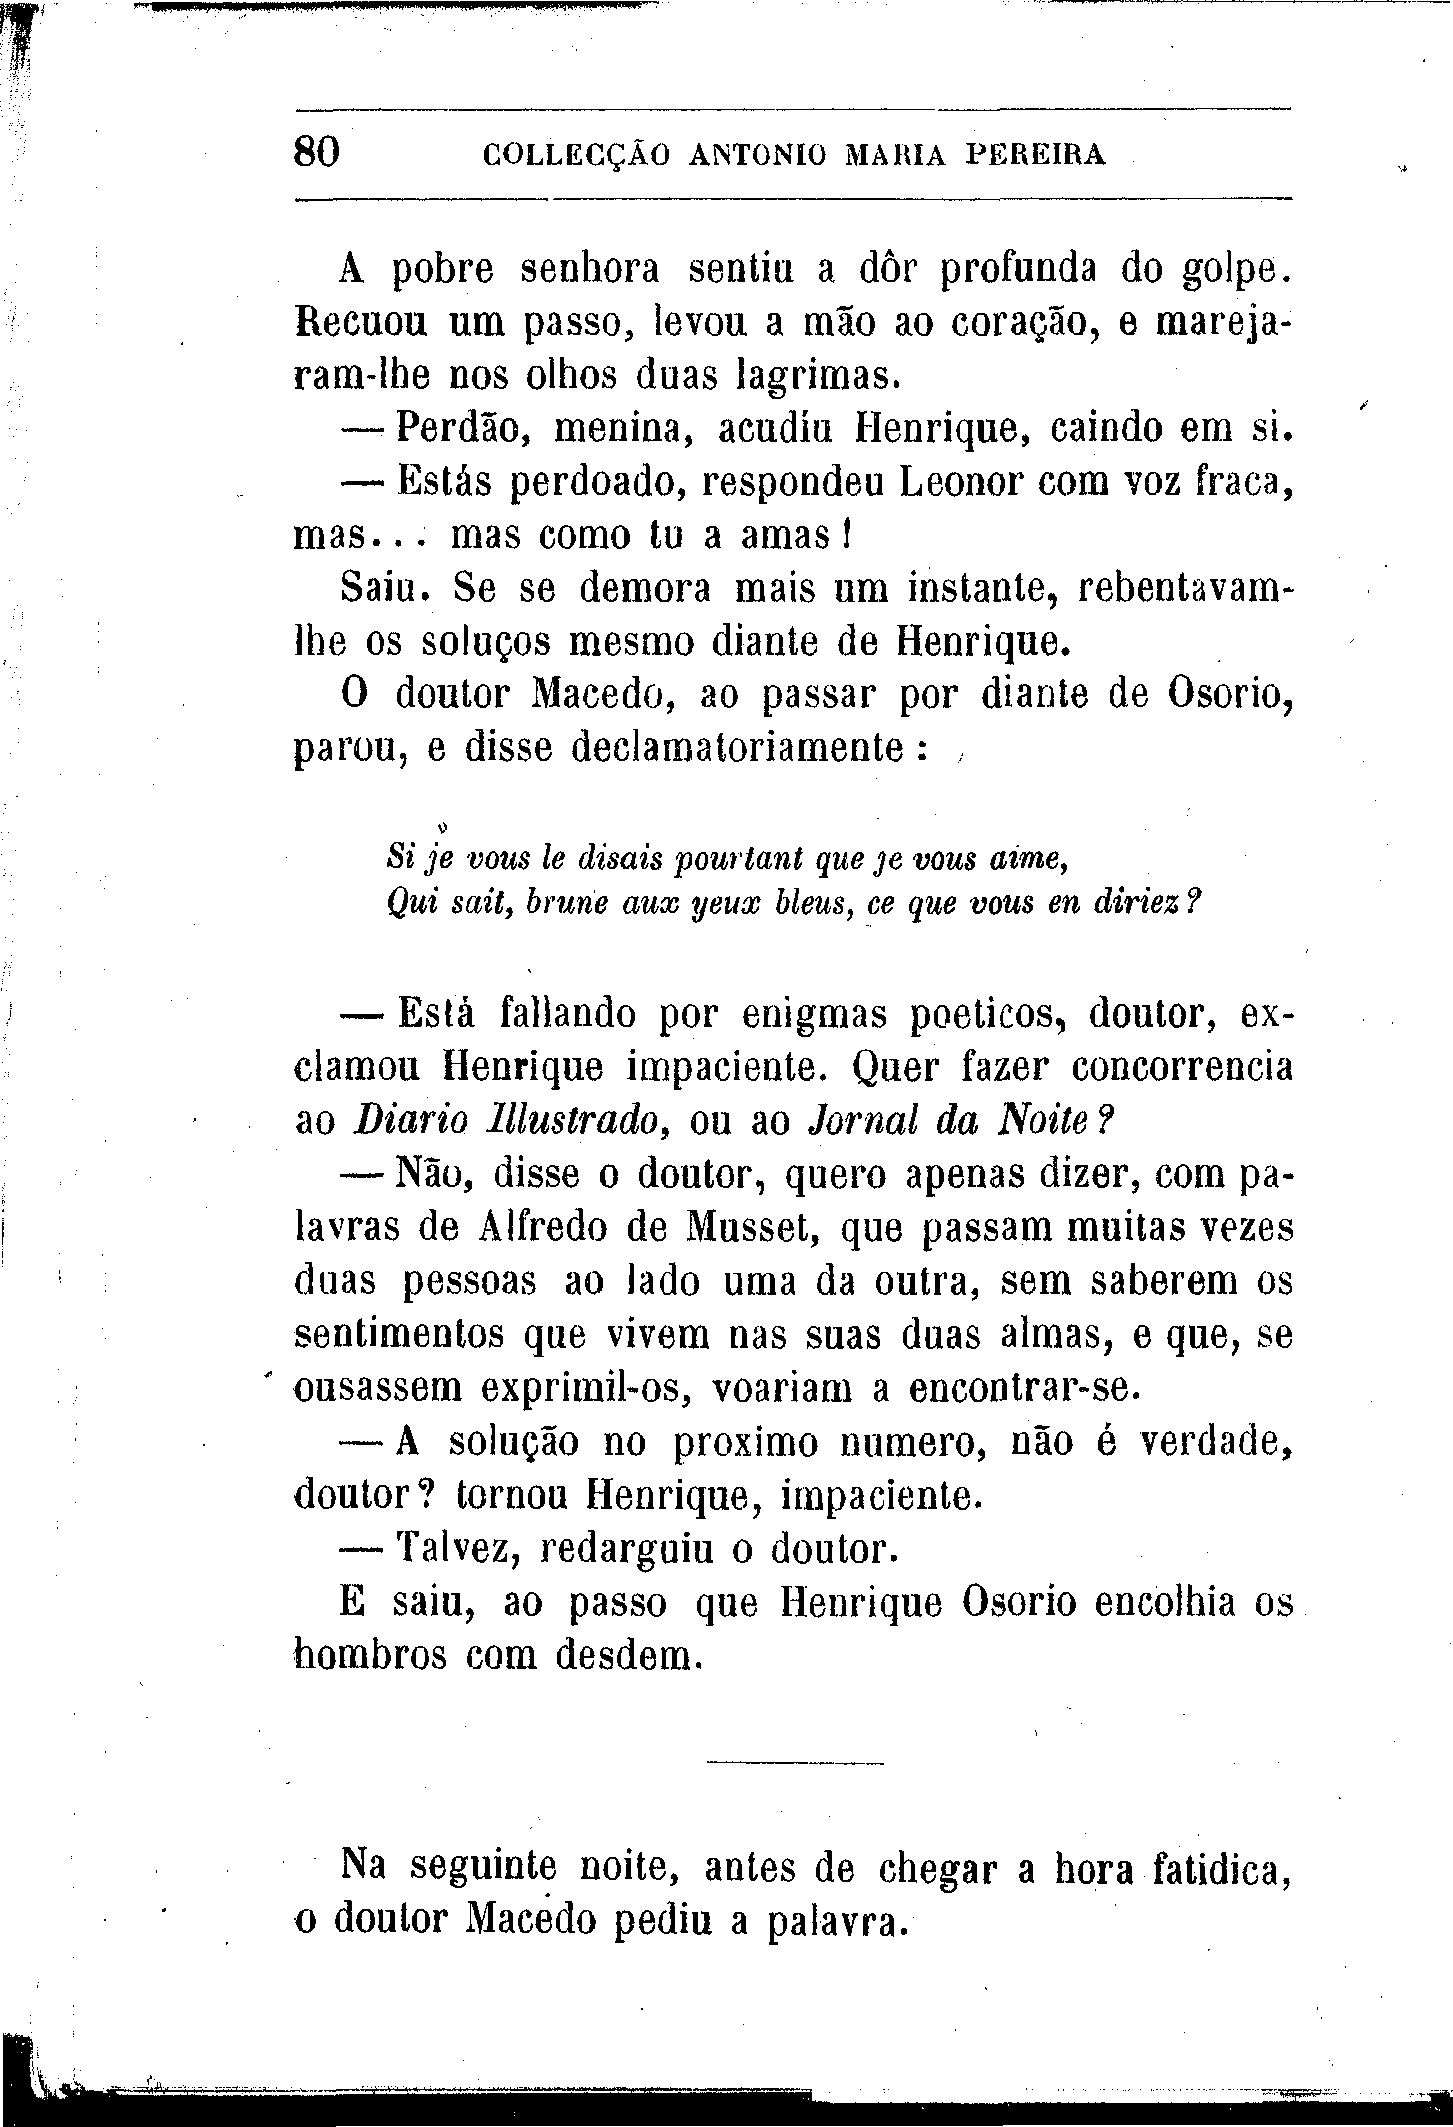 80 COLLECÇÃO ANTONIO MARIA PEREIRA
A pobre senhora sentiu a dôr profunda do golpe.
Recuou um passo, levou a mão ao coração, e mareja-
ram-lhe nos olhos duas lagrimas.
— Perdão, menina, acudiu Henrique, caindo em si.
— Estás perdoado, respondeu Leonor com voz fraca,
mas... mas como tu a amas!
Saiu. Se se demora mais um instante, rebentavam-
lhe os soluços mesmo diante de Henrique.
O doutor Macedo, ao passar por diante de Osorio,
parou, e disse declamatoriamente:
Si je vous le disais pourtant que je vous aime,
Qui sait, brune aux yeux bleus, ce que vous en diriez?
— Está fallando por enigmas poeticos, doutor, ex-
clamou Henrique impaciente. Quer fazer concorrencia
ao Diario Illustrado, ou ao Jornal da Noite?
— Não, disse o doutor, quero apenas dizer, com pa-
lavras de Alfredo de Musset, que passam muitas vezes
duas pessoas ao lado uma da outra, sem saberem os
sentimentos que vivem nas suas duas almas, e que, se
ousassem exprimil-os, voariam a encontrar-se.
— A solução no proximo numero, não é verdade,
doutor? tornou Henrique, impaciente.
— Talvez, redarguiu o doutor.
E saiu, ao passo que Henrique Osorio encolhia os
hombros com desdem.
Na seguinte noite, antes de chegar a hora fatidica,
o doutor Macedo pediu a palavra.